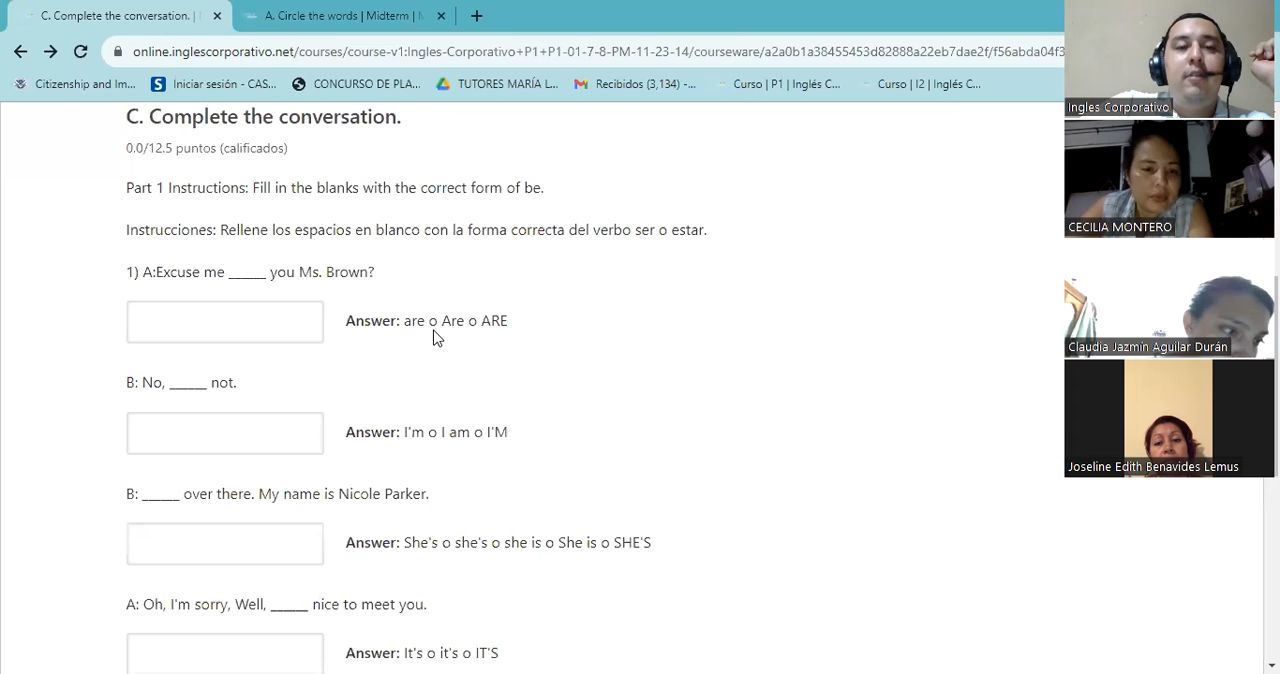 C. Complete the conversation. |
A. Circle the words | Midterm |
online.inglescorporativo.net/courses/course-v1:Ingles-Corporativo+P1+P1-01-7-8-PM-11-23-14/courseware/a2a0b1a38455453d82888a22eb7dae2f/f56abda04f3
Citizenship and Im...
Iniciar sesión - CAS...
CONCURSO DE PLA...
TUTORES MARÍA L...
Recibidos (3,134) -...
Curso | P1 | Inglés C...
Curso | I2 | Inglés C...
C. Complete the conversation.
0.0/12.5 puntos (calificados)
Part 1 Instructions: Fill in the blanks with the correct form of be.
Instrucciones: Rellene los espacios en blanco con la forma correcta del verbo ser o estar.
1) A:Excuse me ______ you Ms. Brown?
Answer: are o Are o ARE
B: No, ______ not.
Answer: I'm o I am o I'M
B: ______ over there. My name is Nicole Parker.
Answer: She's o she's o she is o She is o SHE'S
A: Oh, I'm sorry, Well, ______ nice to meet you.
Answer: It's o it's o IT'S
Ingles Corporativo
CECILIA MONTERO
Claudia Jazmín Aguilar Durán
Joseline Edith Benavides Lemus